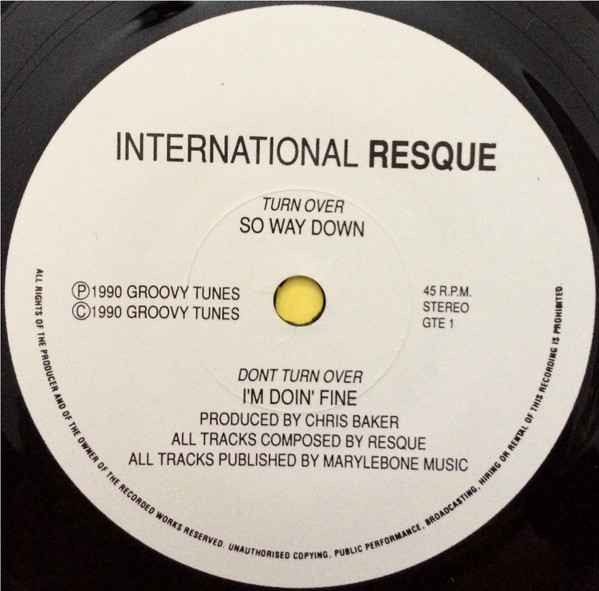 INTERNATIONAL RESQUE
TURN OVER
SO WAY DOWN
℗1990 GROOVY TUNES
©1990 GROOVY TUNES
45 R.P.M.
STEREO
GTE 1
DONT TURN OVER
I'M DOIN' FINE
PRODUCED BY CHRIS BAKER
ALL TRACKS COMPOSED BY RESQUE
ALL TRACKS PUBLISHED BY MARYLEBONE MUSIC
ALL RIGHTS OF THE PRODUCER AND OF THE OWNER OF THE RECORDED WORKS RESERVED. UNAUTHORISED COPYING, PUBLIC PERFORMANCE, BROADCASTING, HIRING OR RENTAL OF THIS RECORDING IS PROHIBITED